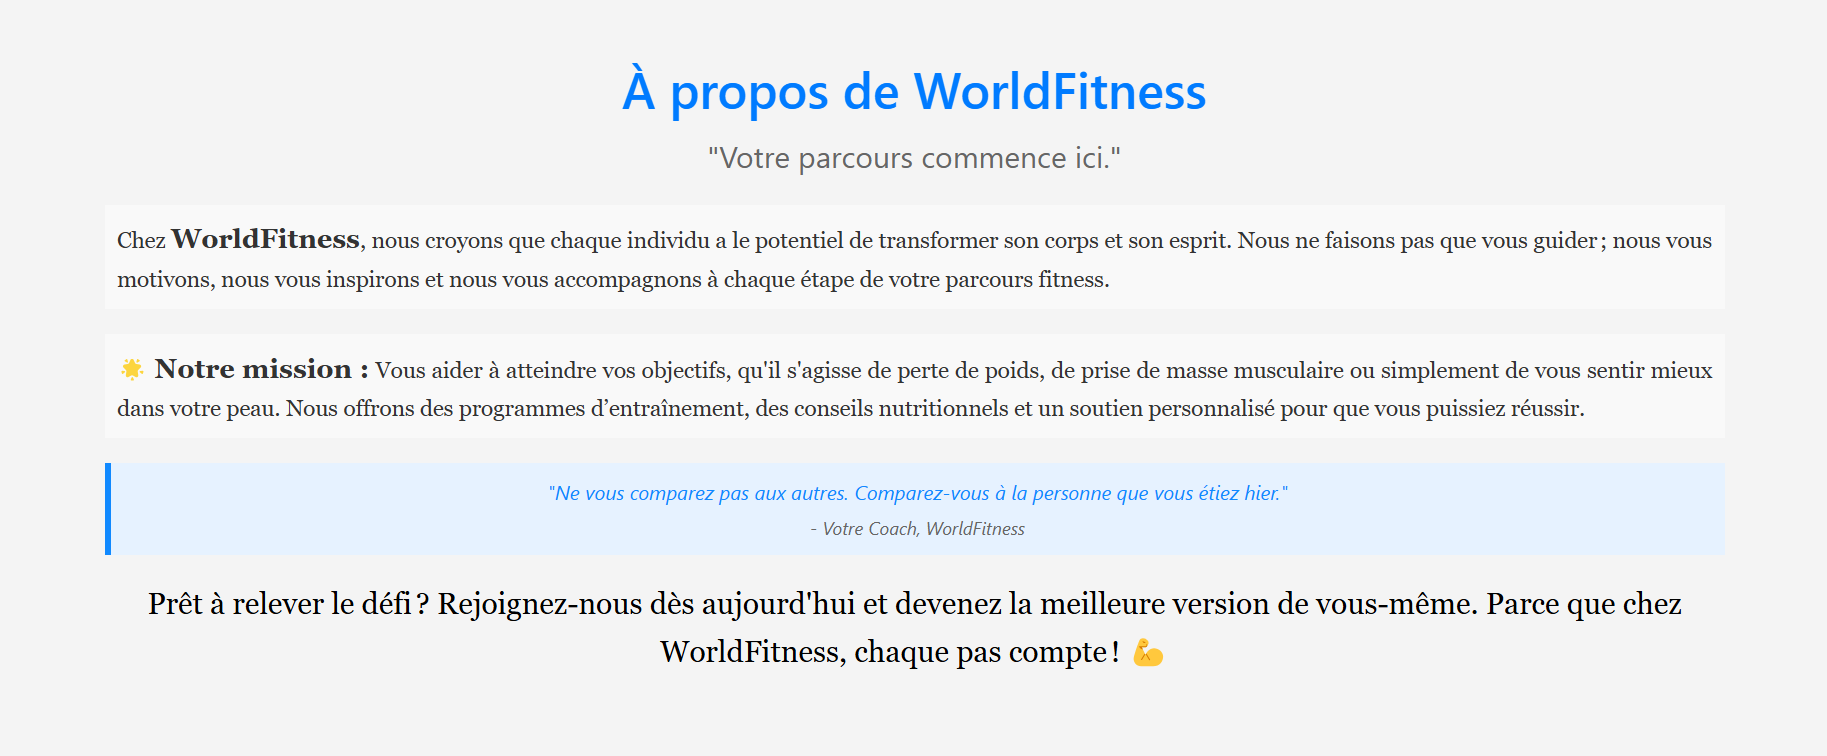 À propos de WorldFitness
"Votre parcours commence ici."
Chez WorldFitness, nous croyons que chaque individu a le potentiel de transformer son corps et son esprit. Nous ne faisons pas que vous guider ; nous vous
motivons, nous vous inspirons et nous vous accompagnons à chaque étape de votre parcours fitness.
🌟 Notre mission : Vous aider à atteindre vos objectifs, qu'il s'agisse de perte de poids, de prise de masse musculaire ou simplement de vous sentir mieux
dans votre peau. Nous offrons des programmes d’entraînement, des conseils nutritionnels et un soutien personnalisé pour que vous puissiez réussir.
"Ne vous comparez pas aux autres. Comparez-vous à la personne que vous étiez hier."
- Votre Coach, WorldFitness
Prêt à relever le défi ? Rejoignez-nous dès aujourd'hui et devenez la meilleure version de vous-même. Parce que chez
WorldFitness, chaque pas compte ! 💪